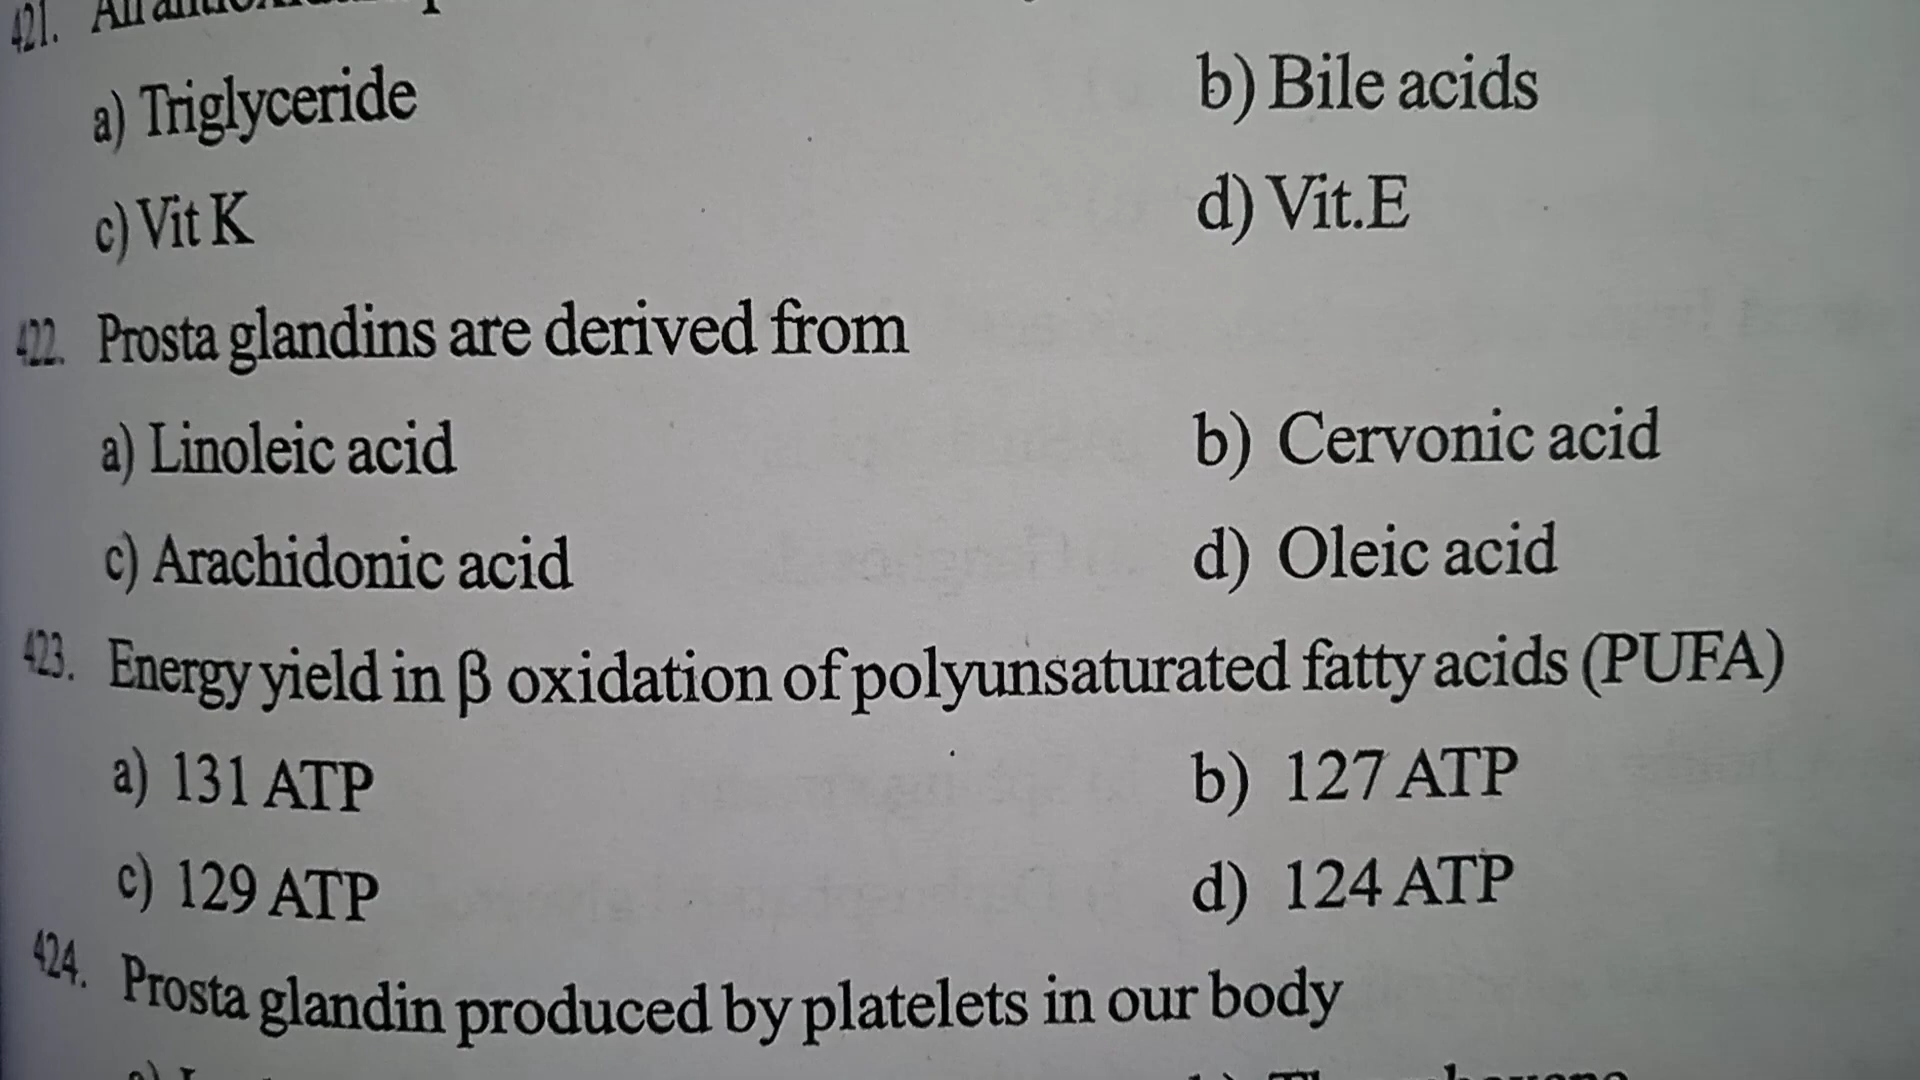 421. An
a) Triglyceride
b) Bile acids
c) Vit K
d) Vit.E
422. Prosta glandins are derived from
a) Linoleic acid
b) Cervonic acid
c) Arachidonic acid
d) Oleic acid
423. Energy yield in β oxidation of polyunsaturated fatty acids (PUFA)
a) 131 ATP
b) 127 ATP
c) 129 ATP
d) 124 ATP
424. Prosta glandin produced by platelets in our body